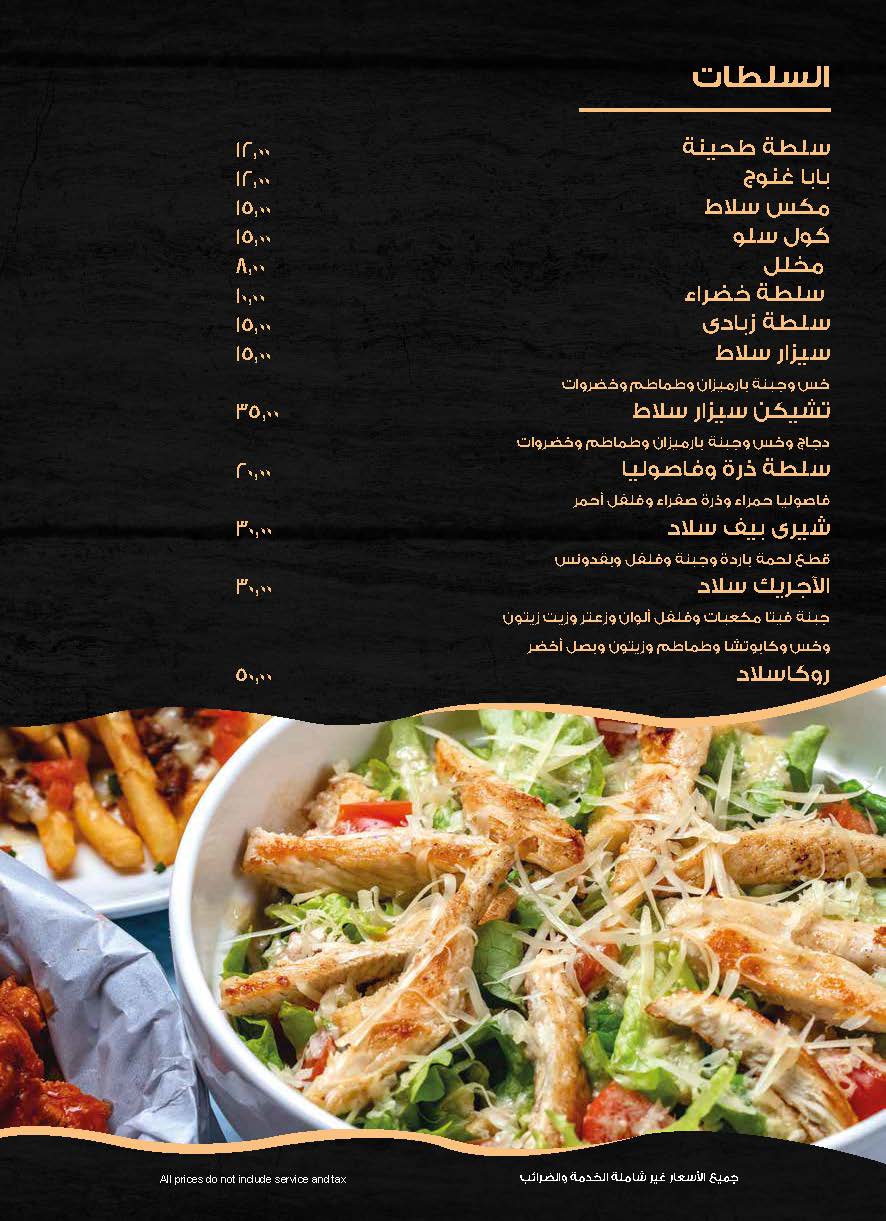 السلطات
سلطة طحينة ١٢,٠٠
بابا غنوج ١٢,٠٠
مكس سلاط ١٥,٠٠
كول سلو ١٥,٠٠
مخلل ٨,٠٠
سلطة خضراء ١٠,٠٠
سلطة زبادى ١٥,٠٠
سيزار سلاط ١٥,٠٠
خس وجبنة بارميزان وطماطم وخضروات
تشيكن سيزار سلاط ٣٥,٠٠
دجاج وخس وجبنة بارميزان وطماطم وخضروات
سلطة ذرة وفاصوليا ٢٠,٠٠
فاصوليا حمراء وذرة صفراء وفلفل أحمر
شيرى بيف سلاد ٣٠,٠٠
قطع لحمة باردة وجبنة وفلفل وبقدونس
الآجريك سلاد ٣٠,٠٠
جبنة فيتا مكعبات وفلفل ألوان وزعتر وزيت زيتون
وخس وكابوتشا وطماطم وزيتون وبصل أخضر
روكاسلاد ٥٠,٠٠
جميع الأسعار غير شاملة الخدمة والضرائب
All prices do not include service and tax